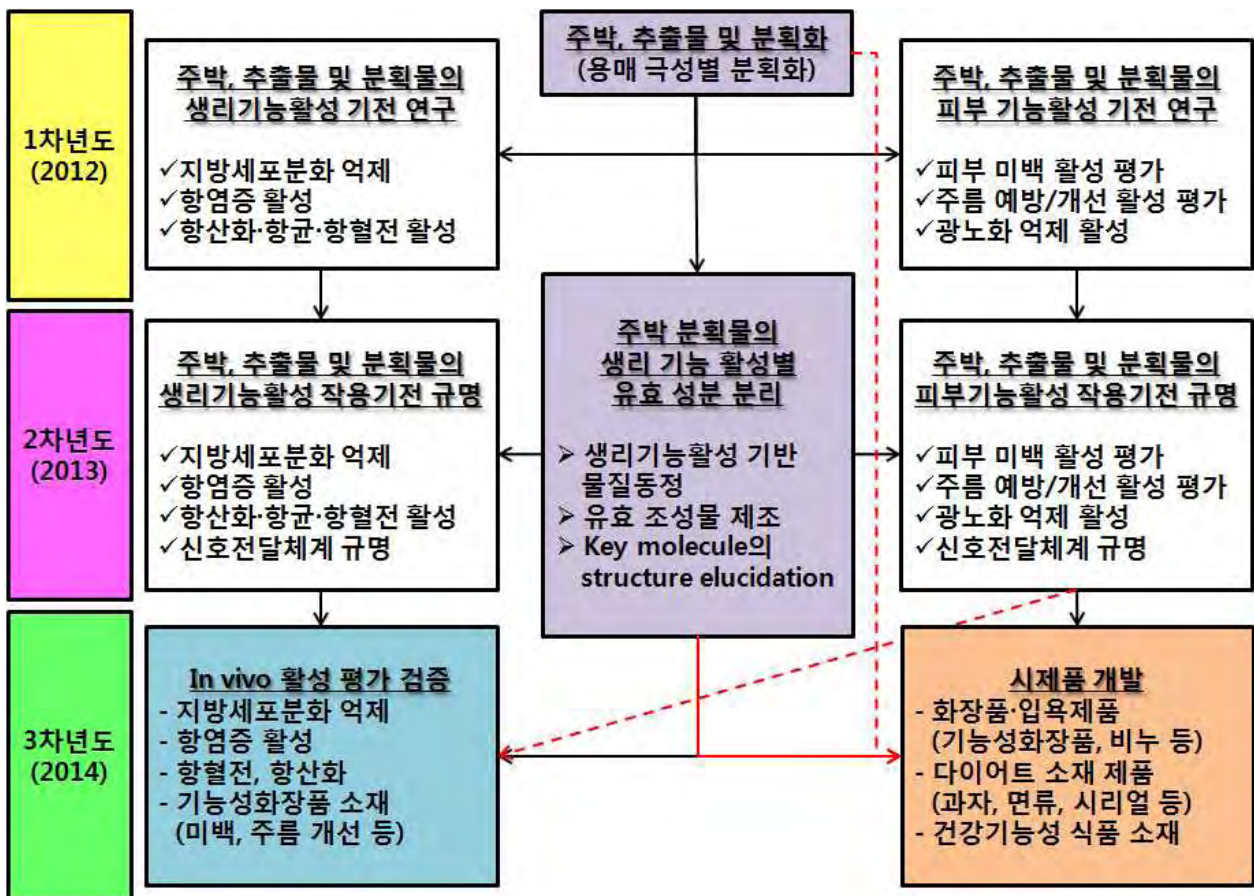 1차년도
(2012)
주박, 추출물 및 분획물의
생리기능활성 기전 연구
✓지방세포분화 억제
✓항염증 활성
✓항산화·항균·항혈전 활성
주박, 추출물 및 분획화
(용매 극성별 분획화)
주박, 추출물 및 분획물의
피부 기능활성 기전 연구
✓피부 미백 활성 평가
✓주름 예방/개선 활성 평가
✓광노화 억제 활성
2차년도
(2013)
주박, 추출물 및 분획물의
생리기능활성 작용기전 규명
✓지방세포분화 억제
✓항염증 활성
✓항산화·항균·항혈전 활성
✓신호전달체계 규명
주박 분획물의
생리 기능 활성별
유효 성분 분리
➢ 생리기능활성 기반
물질동정
➢ 유효 조성물 제조
➢ Key molecule의
structure elucidation
주박, 추출물 및 분획물의
피부기능활성 작용기전 규명
✓피부 미백 활성 평가
✓주름 예방/개선 활성 평가
✓광노화 억제 활성
✓신호전달체계 규명
3차년도
(2014)
In vivo 활성 평가 검증
- 지방세포분화 억제
- 항염증 활성
- 항혈전, 항산화
- 기능성화장품 소재
(미백, 주름 개선 등)
시제품 개발
- 화장품·입욕제품
(기능성화장품, 비누 등)
- 다이어트 소재 제품
(과자, 면류, 시리얼 등)
- 건강기능성 식품 소재